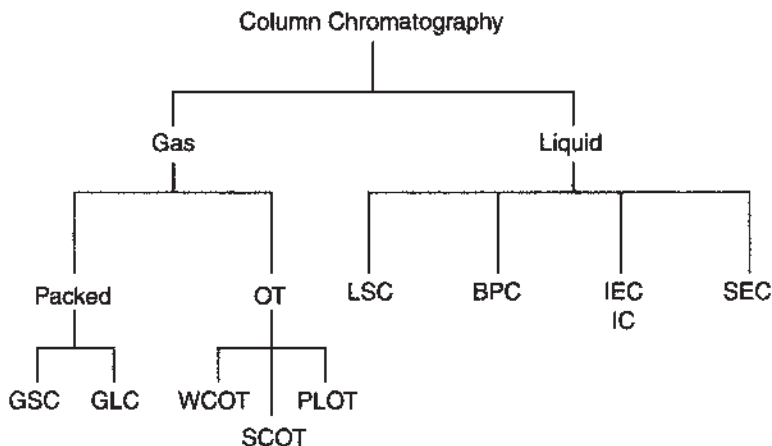 Column Chromatography
Gas
Liquid
Packed
OT
LSC
BPC
IEC
IC
SEC
GSC
GLC
WCOT
SCOT
PLOT